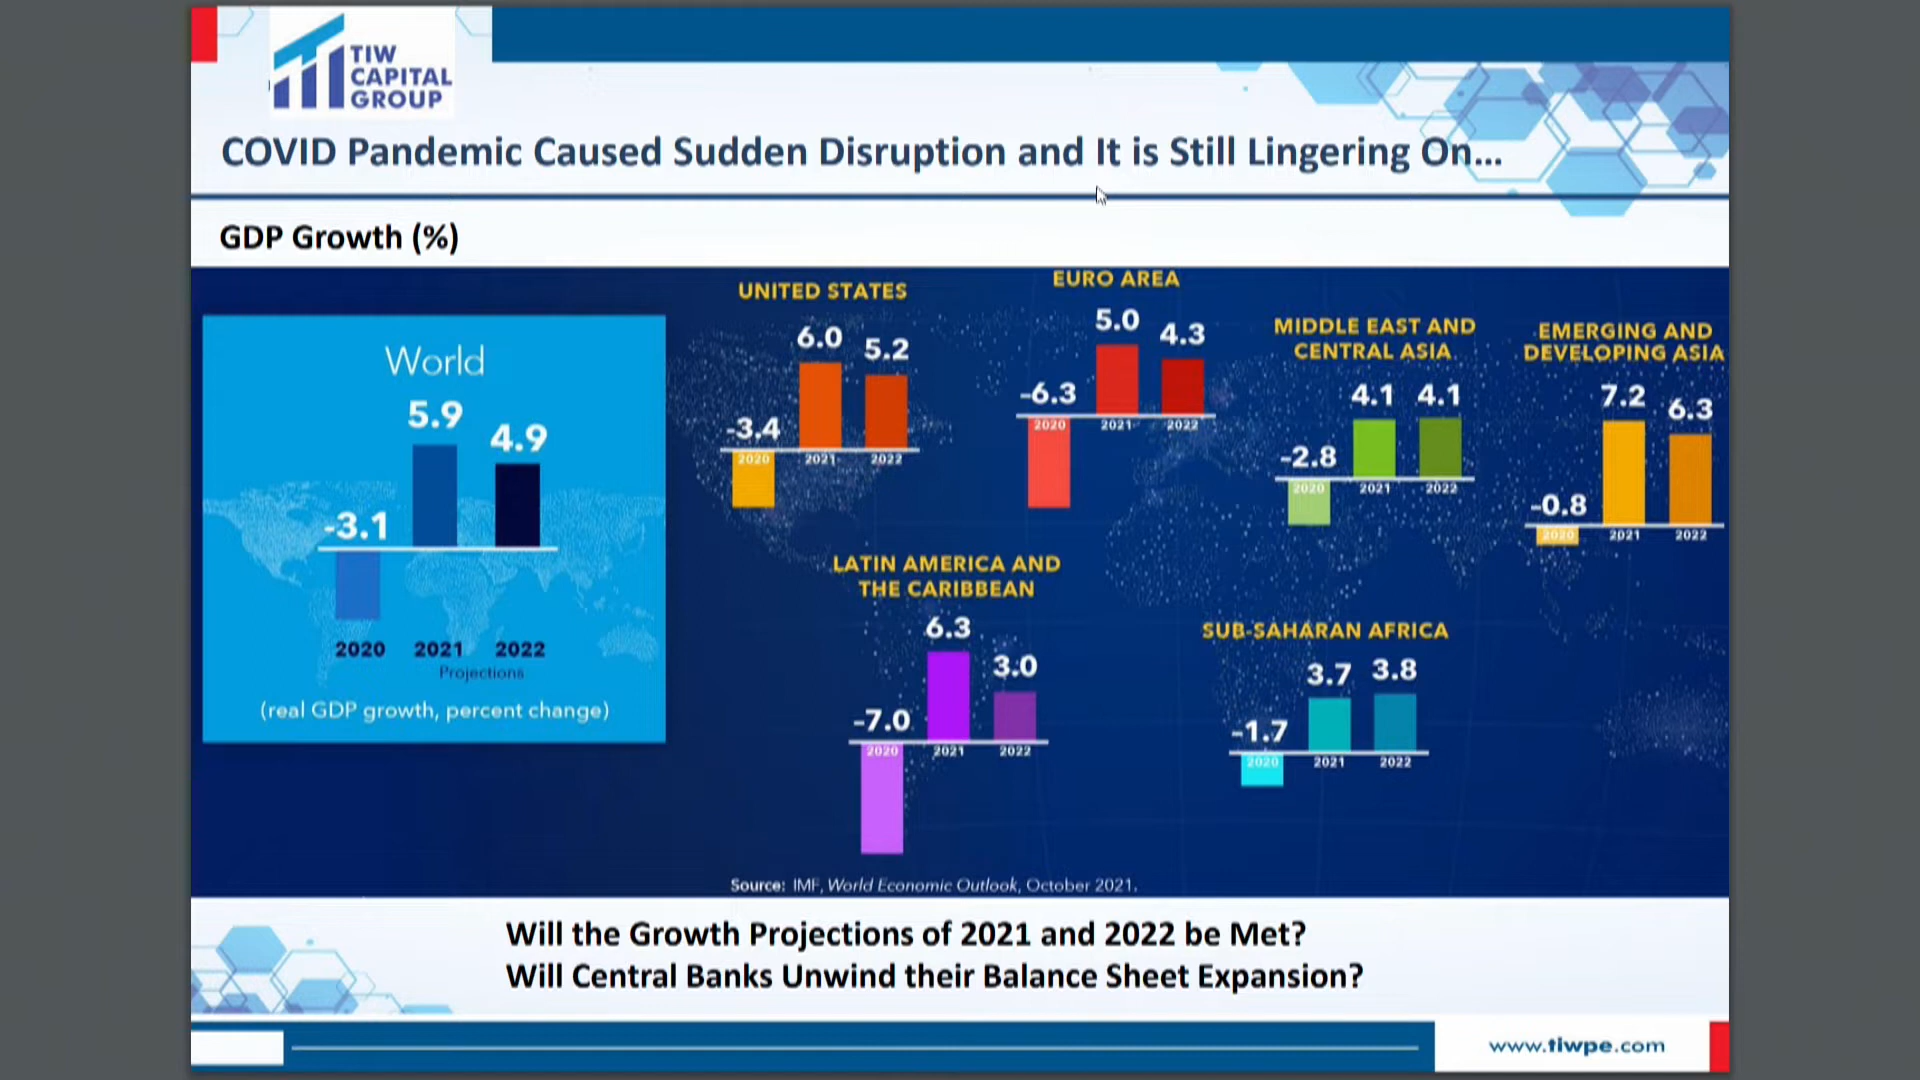 TIW
CAPITAL
GROUP
COVID Pandemic Caused Sudden Disruption and It is Still Lingering On...
GDP Growth (%)
World
5.9
4.9
-3.1
2020 2021 2022
Projections
(real GDP growth, percent change)
UNITED STATES
6.0
5.2
-3.4
2020 2021 2022
EURO AREA
5.0
4.3
-6.3
2020 2021 2022
MIDDLE EAST AND
CENTRAL ASIA
4.1 4.1
-2.8
2020 2021 2022
EMERGING AND
DEVELOPING ASIA
7.2
6.3
-0.8
2020 2021 2022
LATIN AMERICA AND
THE CARIBBEAN
6.3
3.0
-7.0
2020 2021 2022
SUB-SAHARAN AFRICA
3.7 3.8
-1.7
2020 2021 2022
Source: IMF, World Economic Outlook, October 2021.
Will the Growth Projections of 2021 and 2022 be Met?
Will Central Banks Unwind their Balance Sheet Expansion?
www.tiwpe.com